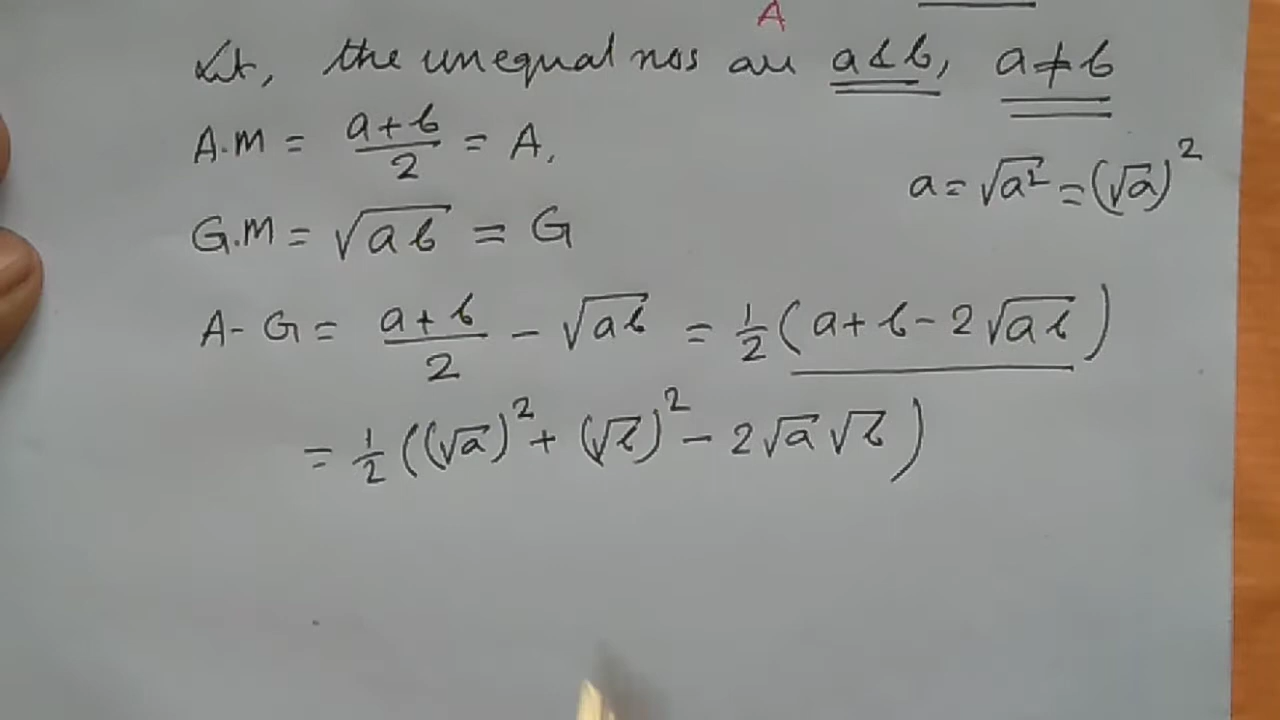 A
Let, the unequal nos are a & b, a ≠ b
A.M = (a+b)/2 = A,
a = √a² = (√a)²
G.M = √ab = G
A - G = (a+b)/2 - √ab = 1/2 (a + b - 2√ab)
= 1/2 ((√a)² + (√b)² - 2√a √b)